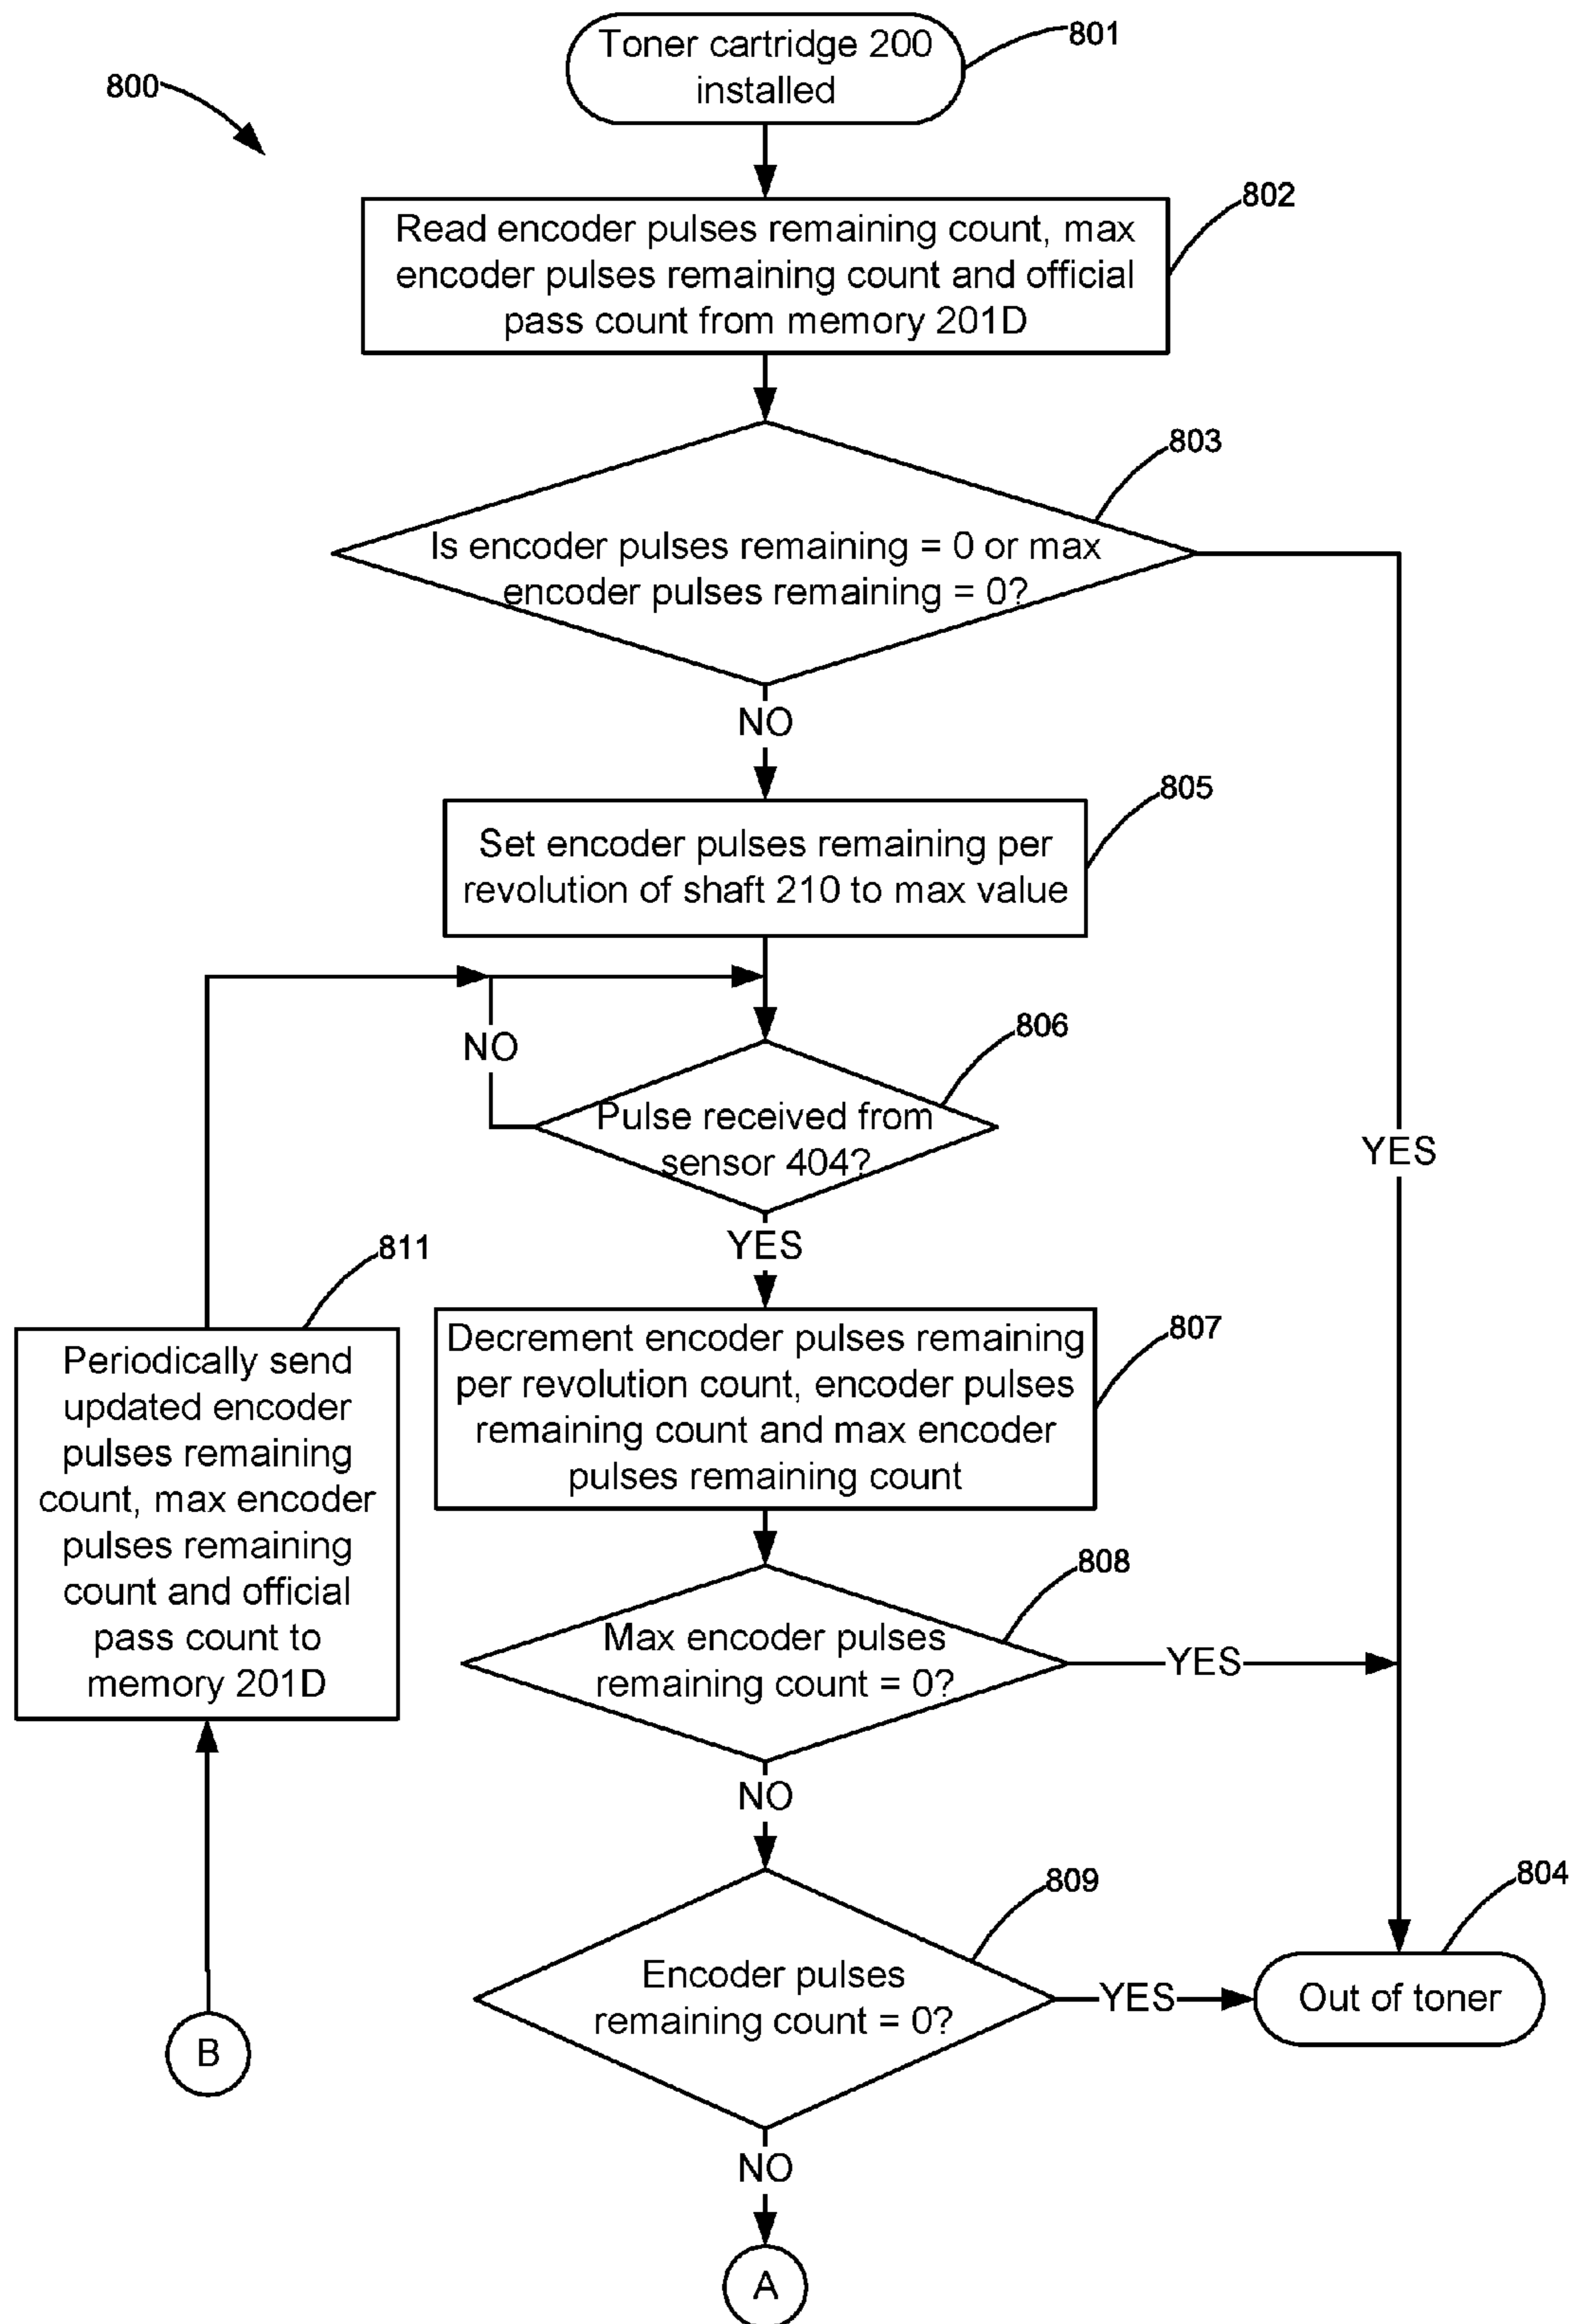 800
Toner cartridge 200
installed
801
Read encoder pulses remaining count, max
encoder pulses remaining count and official
pass count from memory 201D
802
Is encoder pulses remaining = 0 or max
encoder pulses remaining = 0?
803
NO
YES
Set encoder pulses remaining per
revolution of shaft 210 to max value
805
NO
Pulse received from
sensor 404?
806
YES
Decrement encoder pulses remaining
per revolution count, encoder pulses
remaining count and max encoder
pulses remaining count
807
Max encoder pulses
remaining count = 0?
808
YES
NO
Encoder pulses
remaining count = 0?
809
YES
Out of toner
804
NO
A
811
Periodically send
updated encoder
pulses remaining
count, max encoder
pulses remaining
count and official
pass count to
memory 201D
B